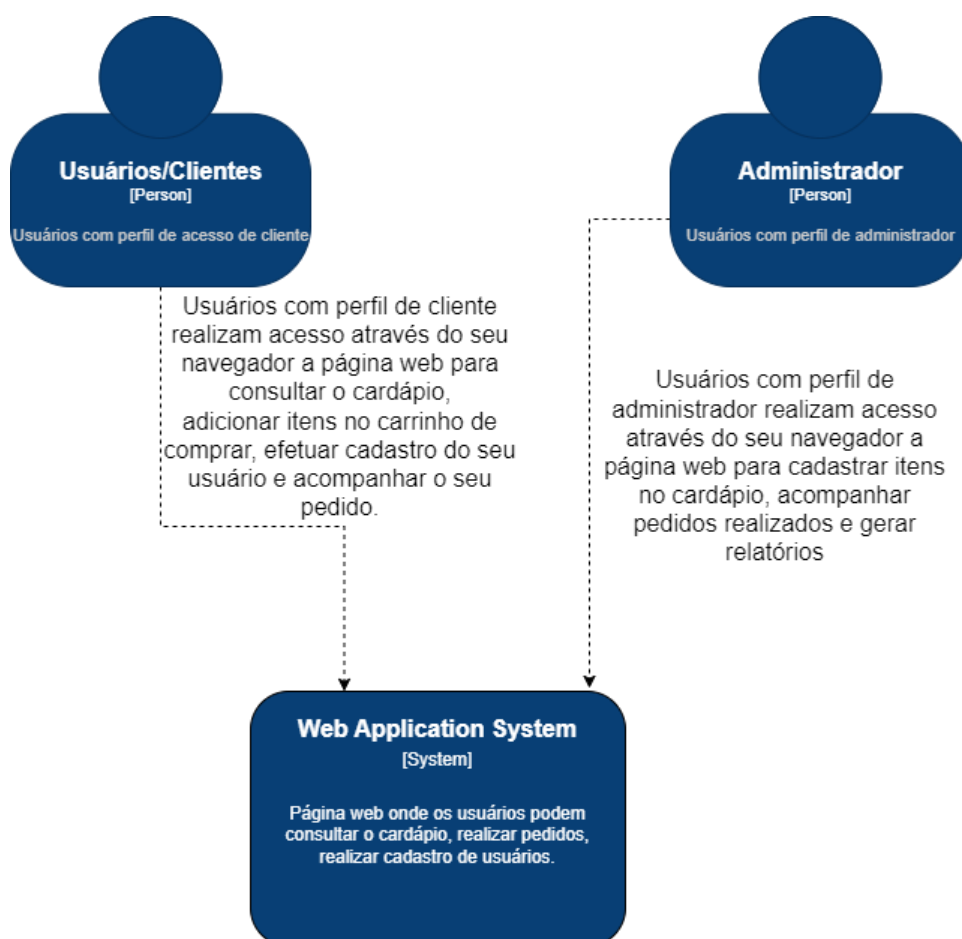 Usuários/Clientes
[Person]
Usuários com perfil de acesso de cliente
Administrador
[Person]
Usuários com perfil de administrador
Usuários com perfil de cliente
realizam acesso através do seu
navegador a página web para
consultar o cardápio,
adicionar itens no carrinho de
comprar, efetuar cadastro do seu
usuário e acompanhar o seu
pedido.
Usuários com perfil de
administrador realizam acesso
através do seu navegador a
página web para cadastrar itens
no cardápio, acompanhar
pedidos realizados e gerar
relatórios
Web Application System
[System]
Página web onde os usuários podem
consultar o cardápio, realizar pedidos,
realizar cadastro de usuários.